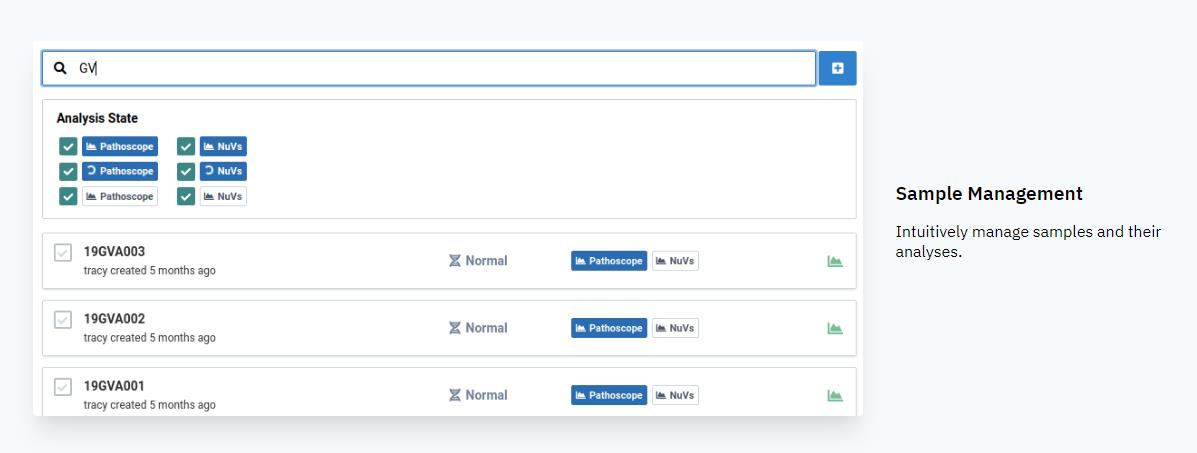 GV
Analysis State
Pathoscope NuVs
Pathoscope NuVs
Pathoscope NuVs
19GVA003
tracy created 5 months ago
Normal
Pathoscope NuVs
19GVA002
tracy created 5 months ago
Normal
Pathoscope NuVs
19GVA001
tracy created 5 months ago
Normal
Pathoscope NuVs
Sample Management
Intuitively manage samples and their
analyses.